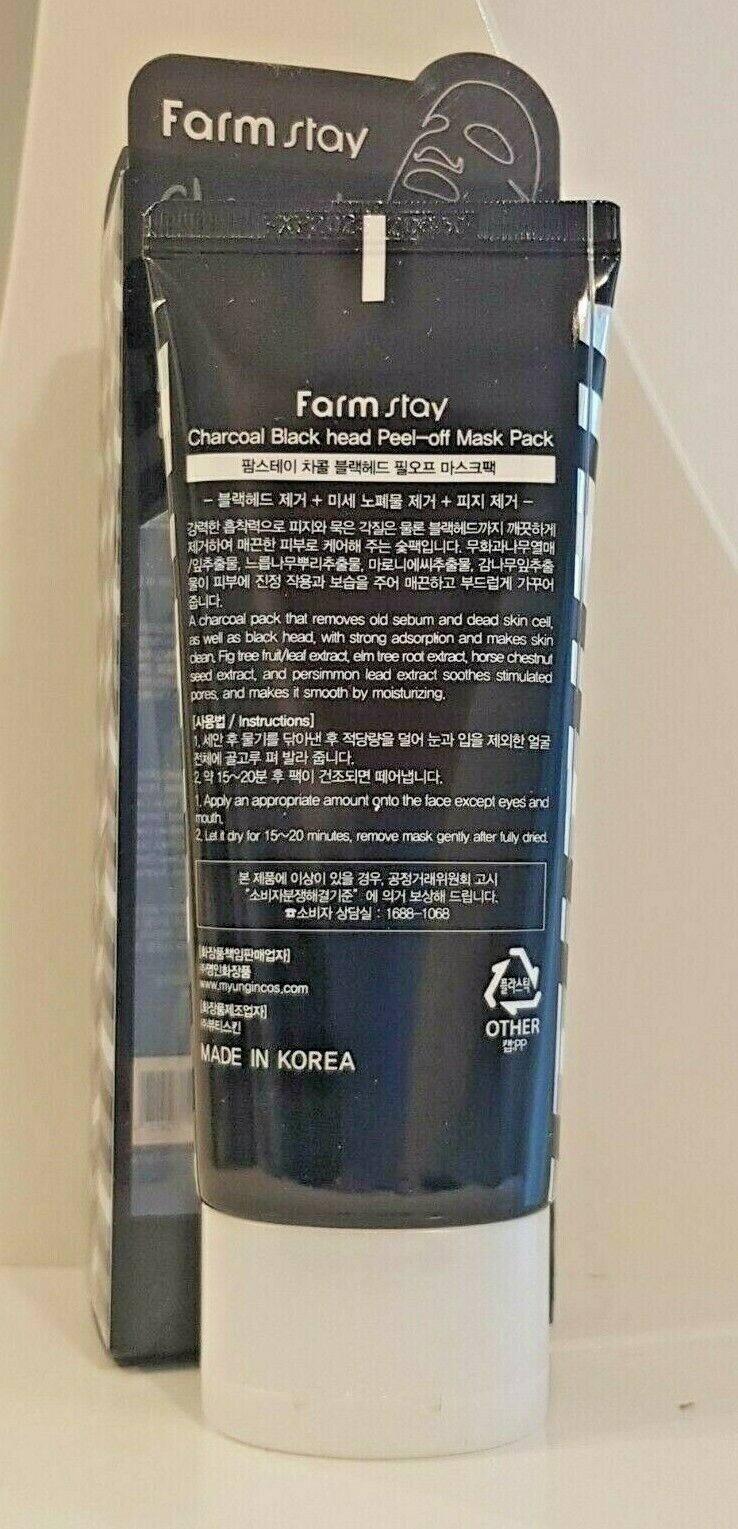 Farm stay
Farm stay
Charcoal Black head Peel-off Mask Pack
팜스테이 차콜 블랙헤드 필오프 마스크팩
- 블랙헤드 제거 + 미세 노폐물 제거 + 피지 제거 -
강력한 흡착력으로 피지와 묵은 각질은 물론 블랙헤드까지 깨끗하게
제거하여 매끈한 피부로 케어해 주는 숯팩입니다. 무화과나무열매
/잎추출물, 느릅나무뿌리추출물, 마로니에씨추출물, 감나무잎추출
물이 피부에 진정 작용과 보습을 주어 매끄하고 부드럽게 가꾸어
줍니다.
A charcoal pack that removes old sebum and dead skin cell,
as well as black head, with strong adsorption and makes skin
clean. Fig tree fruit/leaf extract, elm tree root extract, horse chestnut
seed extract, and persimmon lead extract soothes stimulated
pores, and makes it smooth by moisturizing.
[사용법 / Instructions]
1. 세안 후 물기를 닦아낸 후 적당량을 덜어 눈과 입을 제외한 얼굴
전체에 골고루 펴 발라 줍니다.
2. 약 15~20분 후 팩이 건조되면 떼어냅니다.
1. Apply an appropriate amount onto the face except eyes and
mouth.
2. Let it dry for 15~20 minutes, remove mask gently after fully dried.
본 제품에 이상이 있을 경우, 공정거래위원회 고시
"소비자분쟁해결기준" 에 의거 보상해 드립니다.
☎소비자 상담실 : 1688-1068
[화장품책임판매업자]
㈜명인화장품
www.myungincos.com
[화장품제조업자]
㈜뷰티스킨
MADE IN KOREA
플라스틱
OTHER
캡:PP